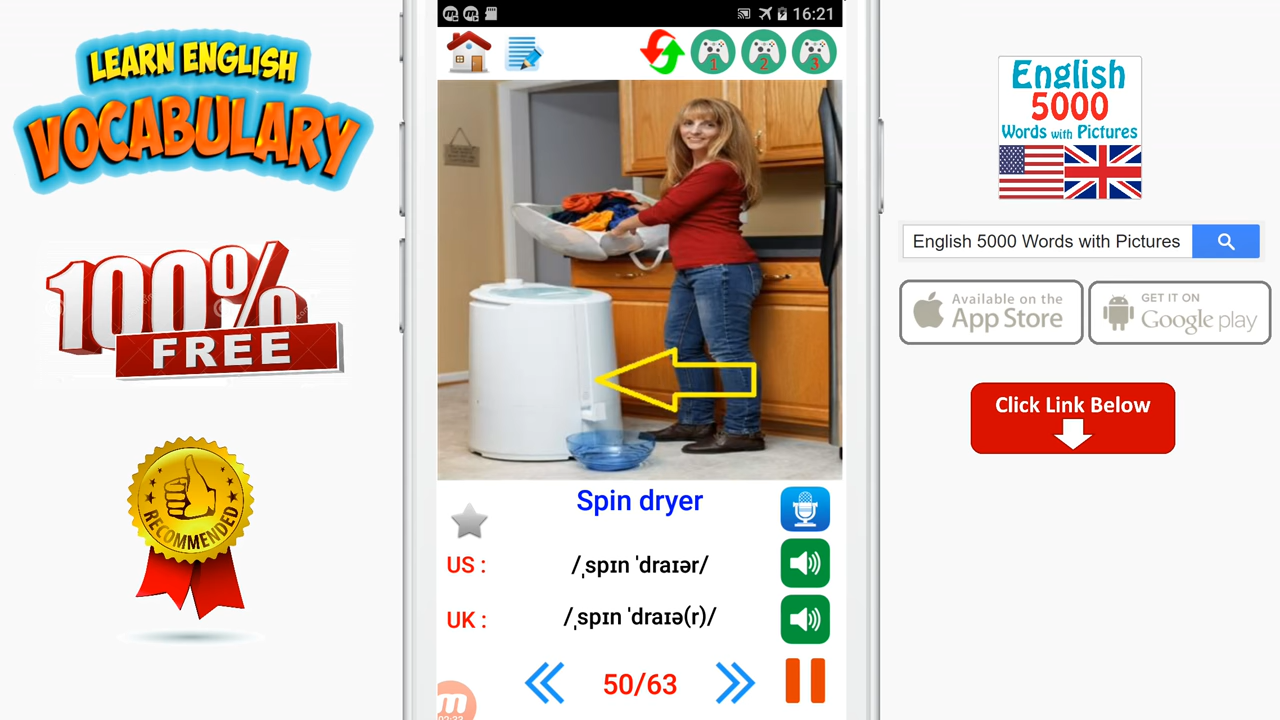 LEARN ENGLISH
VOCABULARY
100%
FREE
RECOMMENDED
16:21
1
2
3
Spin dryer
US :
/ˌspɪn ˈdraɪər/
UK :
/ˌspɪn ˈdraɪə(r)/
50/63
02:33
English
5000
Words with Pictures
English 5000 Words with Pictures
Available on the
App Store
GET IT ON
Google play
Click Link Below